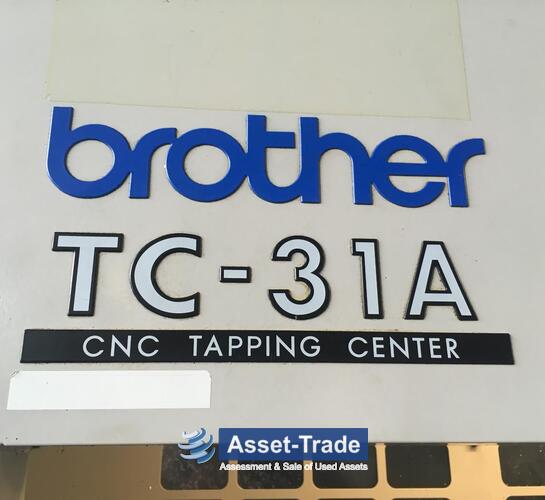 brother
TC-31A
CNC TAPPING CENTER
Asset-Trade
Assessment & Sale of Used Assets